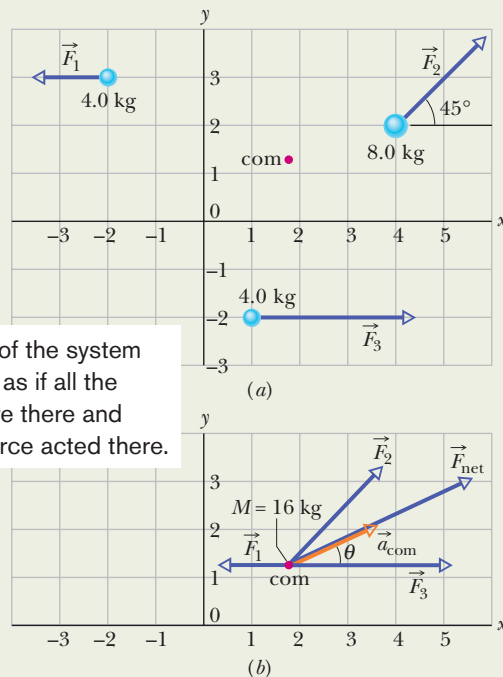 y
F₁
3
F₂
4.0 kg
45°
2
8.0 kg
com
1
0
x
−3 −2 −1 1 2 3 4 5
−1
4.0 kg
−2
F₃
−3
of the system
as if all the
re there and
rce acted there.
(a)
y
3
F₂
Fnet
M = 16 kg
2
F₁
θ
acom
1
com
F₃
0
x
−3 −2 −1 1 2 3 4 5
(b)